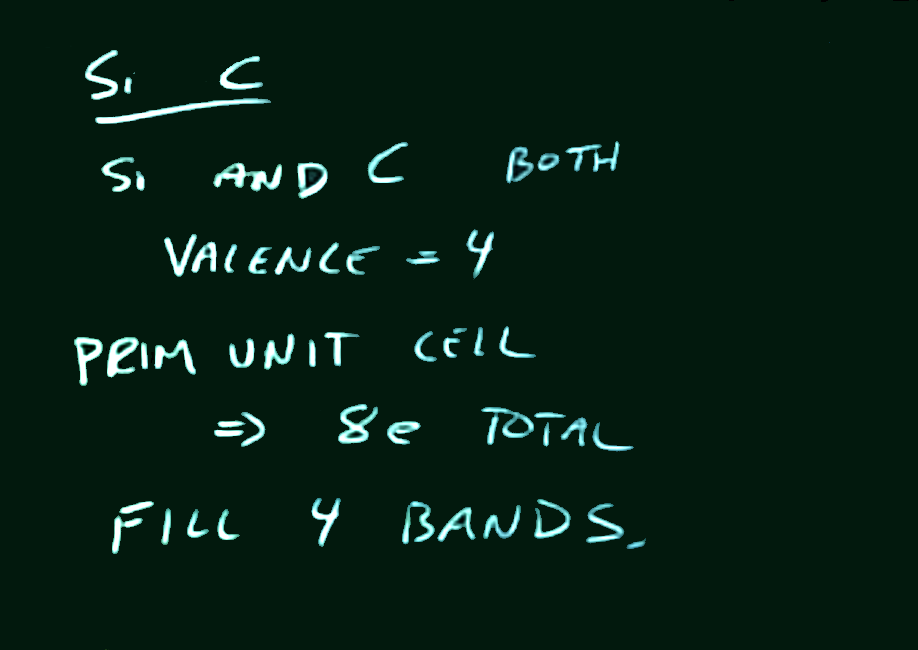 Si C
Si AND C BOTH
VALENCE = 4
PRIM UNIT CELL
⇒ 8e TOTAL
FILL 4 BANDS.